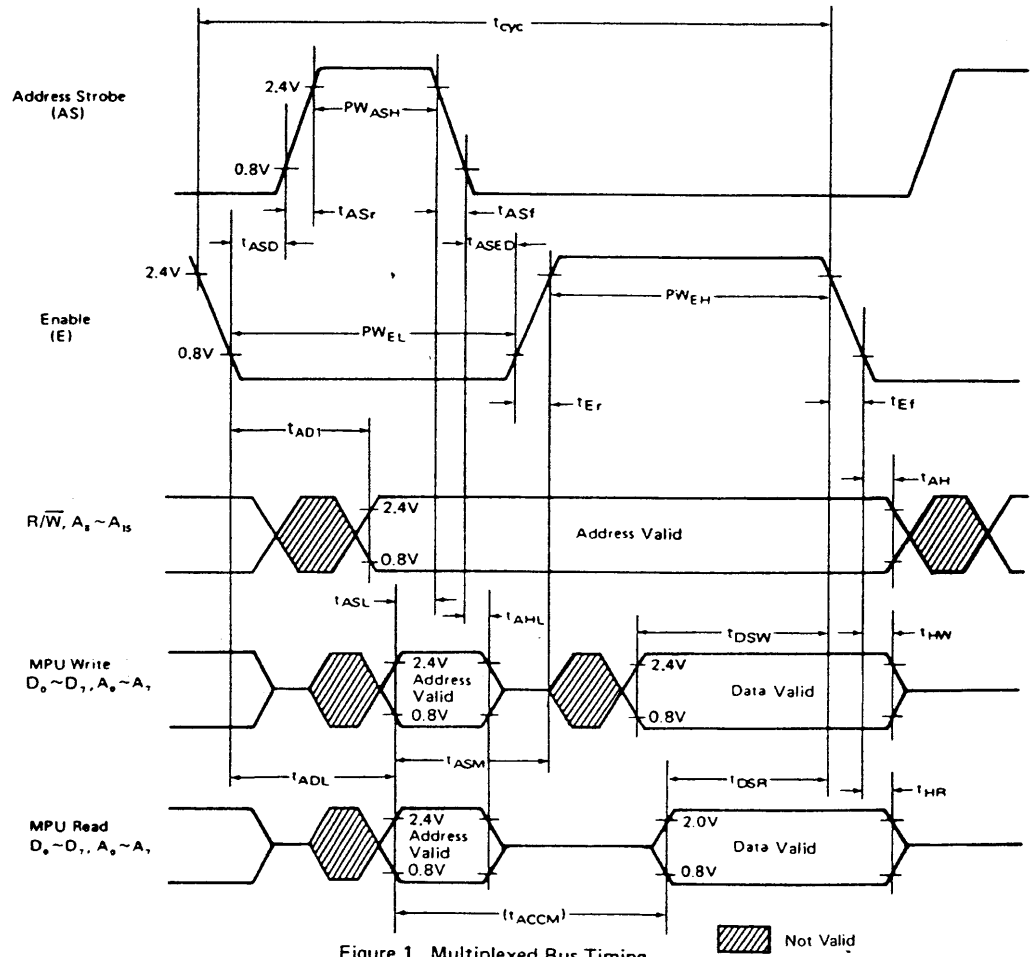 tcyc
Address Strobe
(AS)
2.4V
PWASH
0.8V
tASr
tASf
tASD
tASED
2.4V
PWEH
Enable
(E)
PWEL
0.8V
tEr
tEf
tAD1
tAH
R/W̅, A₈~A₁₅
2.4V
Address Valid
0.8V
tASL
tAHL
tDSW
tHW
MPU Write
D₀~D₇, A₀~A₇
2.4V
Address
Valid
0.8V
2.4V
Data Valid
0.8V
tADL
tASM
tDSR
tHR
MPU Read
D₀~D₇, A₀~A₇
2.4V
Address
Valid
0.8V
2.0V
Data Valid
0.8V
(tACCM)
Figure 1 Multiplexed Bus Timing
Not Valid